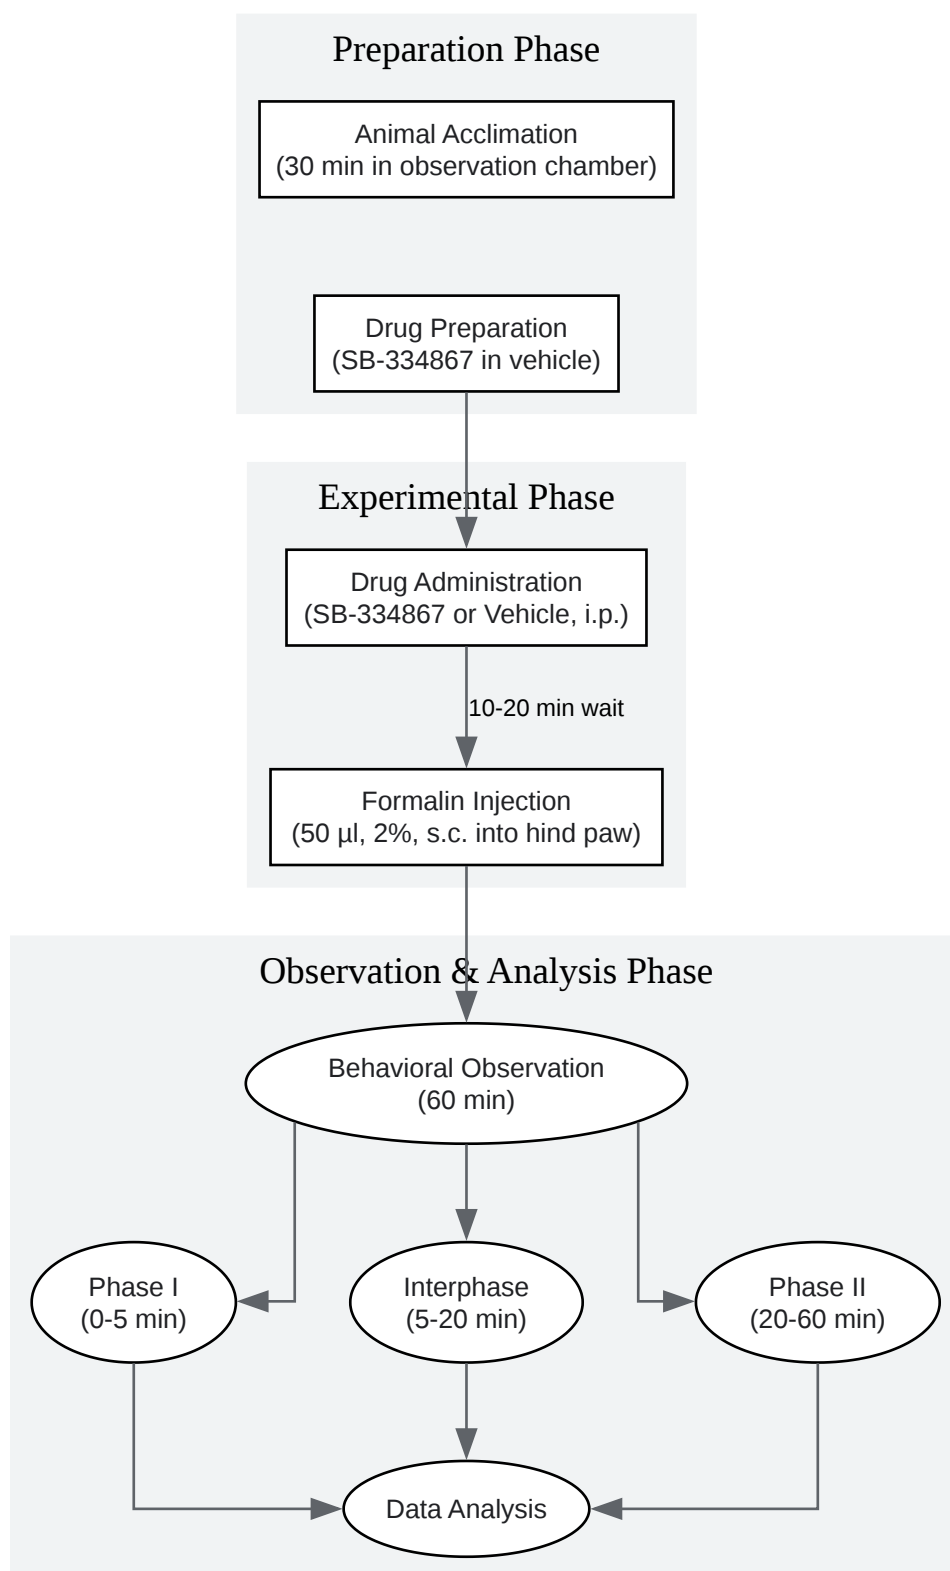 Preparation Phase
Animal Acclimation
(30 min in observation chamber)
Drug Preparation
(SB-334867 in vehicle)
Experimental Phase
Drug Administration
(SB-334867 or Vehicle, i.p.)
10-20 min wait
Formalin Injection
(50 µl, 2%, s.c. into hind paw)
Observation & Analysis Phase
Behavioral Observation
(60 min)
Phase I
(0-5 min)
Interphase
(5-20 min)
Phase II
(20-60 min)
Data Analysis